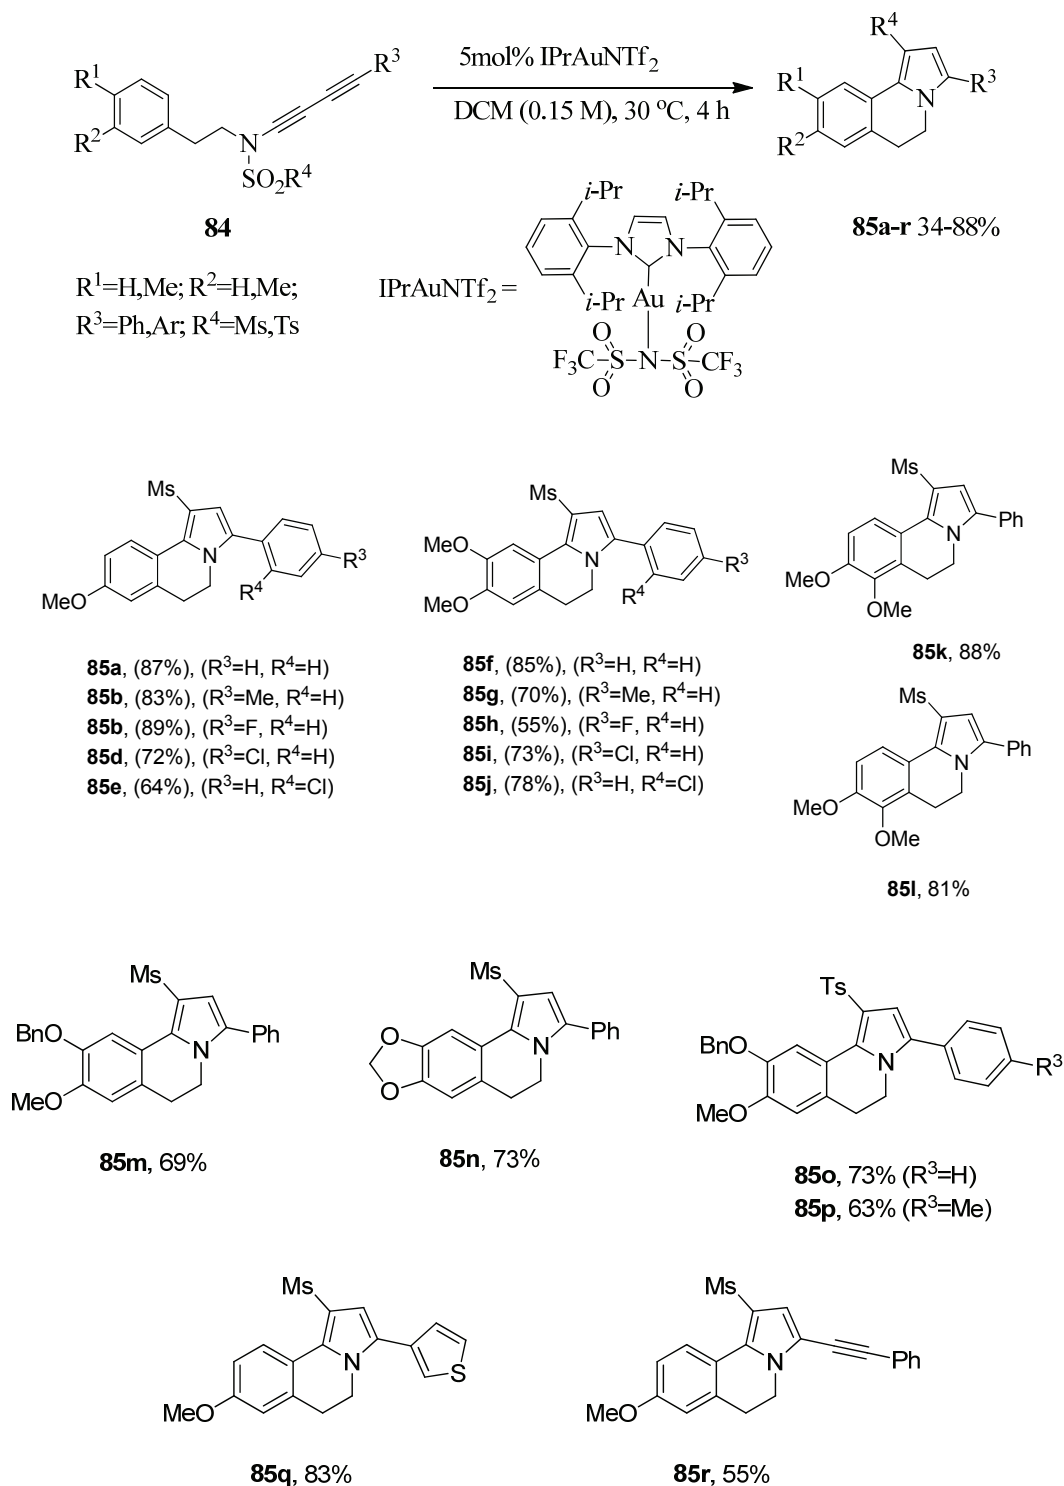 5mol% IPrAuNTf2
DCM (0.15 M), 30 °C, 4 h
R1
R2
R3
N
SO2R4
84
R4
R1
R2
R3
N
85a-r 34-88%
R1=H,Me; R2=H,Me;
R3=Ph,Ar; R4=Ms,Ts
IPrAuNTf2 =
i-Pr
i-Pr
N
N
i-Pr
i-Pr
Au
O
O
F3C-S-N-S-CF3
O
O
Ms
N
R3
R4
MeO
85a, (87%), (R3=H, R4=H)
85b, (83%), (R3=Me, R4=H)
85b, (89%), (R3=F, R4=H)
85d, (72%), (R3=Cl, R4=H)
85e, (64%), (R3=H, R4=Cl)
Ms
MeO
N
R3
R4
MeO
85f, (85%), (R3=H, R4=H)
85g, (70%), (R3=Me, R4=H)
85h, (55%), (R3=F, R4=H)
85i, (73%), (R3=Cl, R4=H)
85j, (78%), (R3=H, R4=Cl)
Ms
N
Ph
MeO
OMe
85k, 88%
Ms
N
Ph
MeO
OMe
85l, 81%
Ms
BnO
N
Ph
MeO
85m, 69%
Ms
O
N
Ph
O
85n, 73%
Ts
BnO
N
R3
MeO
85o, 73% (R3=H)
85p, 63% (R3=Me)
Ms
N
S
MeO
85q, 83%
Ms
N
Ph
MeO
85r, 55%